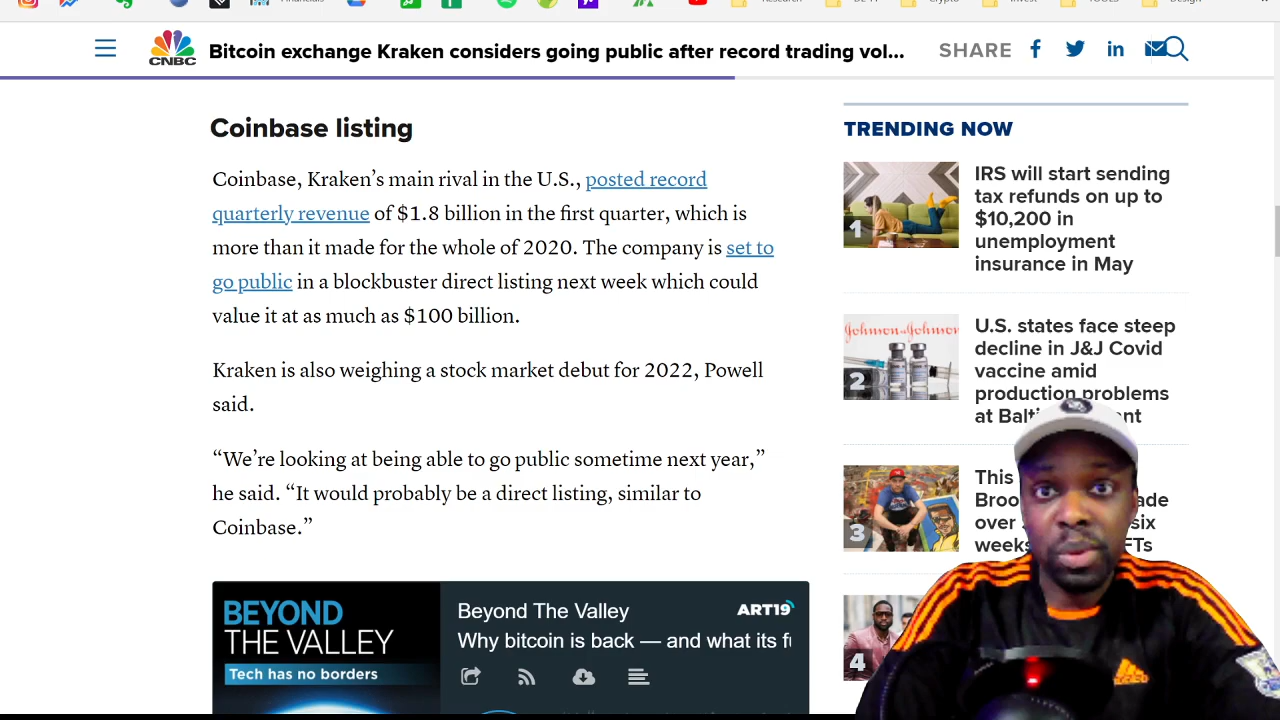 CNBC
Bitcoin exchange Kraken considers going public after record trading vol...
SHARE
Coinbase listing
Coinbase, Kraken’s main rival in the U.S., posted record
quarterly revenue of $1.8 billion in the first quarter, which is
more than it made for the whole of 2020. The company is set to
go public in a blockbuster direct listing next week which could
value it at as much as $100 billion.
Kraken is also weighing a stock market debut for 2022, Powell
said.
“We’re looking at being able to go public sometime next year,”
he said. “It would probably be a direct listing, similar to
Coinbase.”
BEYOND
THE VALLEY
Tech has no borders
Beyond The Valley
ART19
Why bitcoin is back — and what its f
TRENDING NOW
1
IRS will start sending
tax refunds on up to
$10,200 in
unemployment
insurance in May
Johnson & Johnson
2
U.S. states face steep
decline in J&J Covid
vaccine amid
production problems
at
3
This
over
six
weeks
4